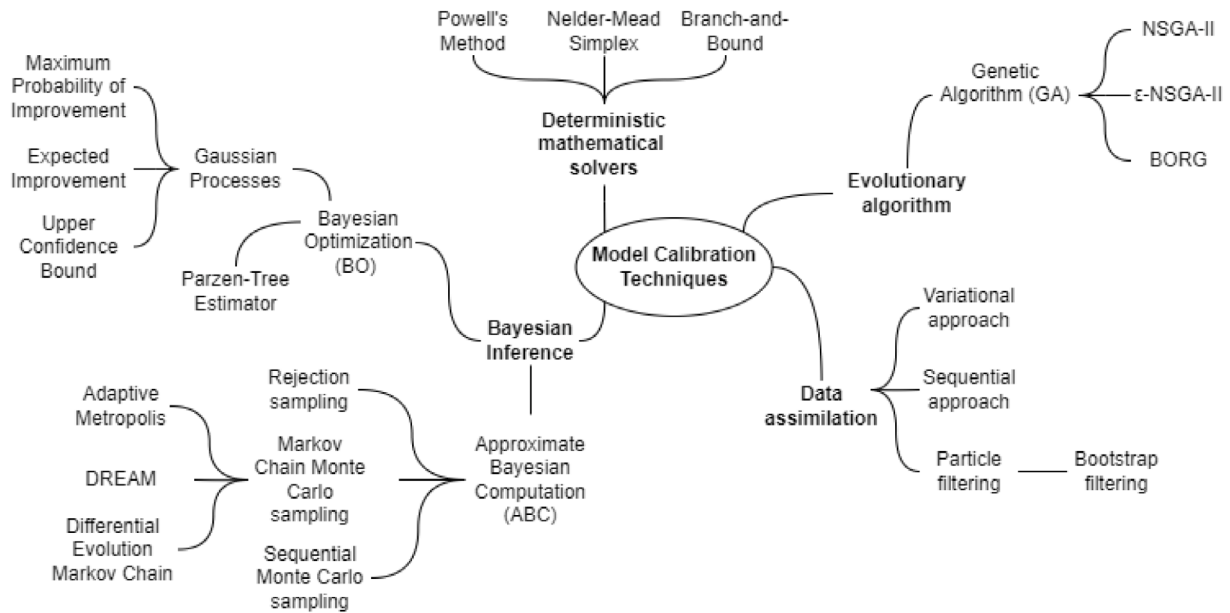 Powell's
Method
Nelder-Mead
Simplex
Branch-and-
Bound
NSGA-II
Genetic
Algorithm (GA)
ε-NSGA-II
BORG
Maximum
Probability of
Improvement
Expected
Improvement
Upper
Confidence
Bound
Gaussian
Processes
Bayesian
Optimization
(BO)
Parzen-Tree
Estimator
Deterministic
mathematical
solvers
Evolutionary
algorithm
Model Calibration
Techniques
Bayesian
Inference
Variational
approach
Data
assimilation
Sequential
approach
Particle
filtering
Bootstrap
filtering
Adaptive
Metropolis
DREAM
Differential
Evolution
Markov Chain
Rejection
sampling
Markov
Chain Monte
Carlo
sampling
Sequential
Monte Carlo
sampling
Approximate
Bayesian
Computation
(ABC)